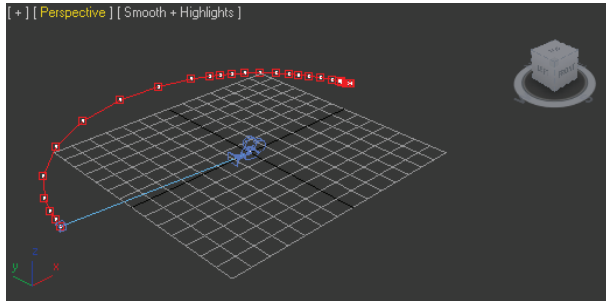 [ + ] [ Perspective ] [ Smooth + Highlights ]
z
y
x